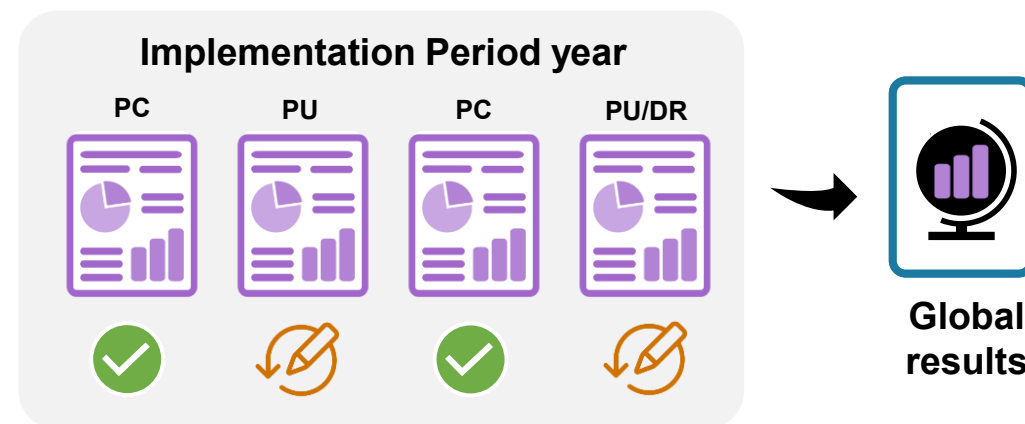 Implementation Period year
PC
PU
PC
PU/DR
Global
results